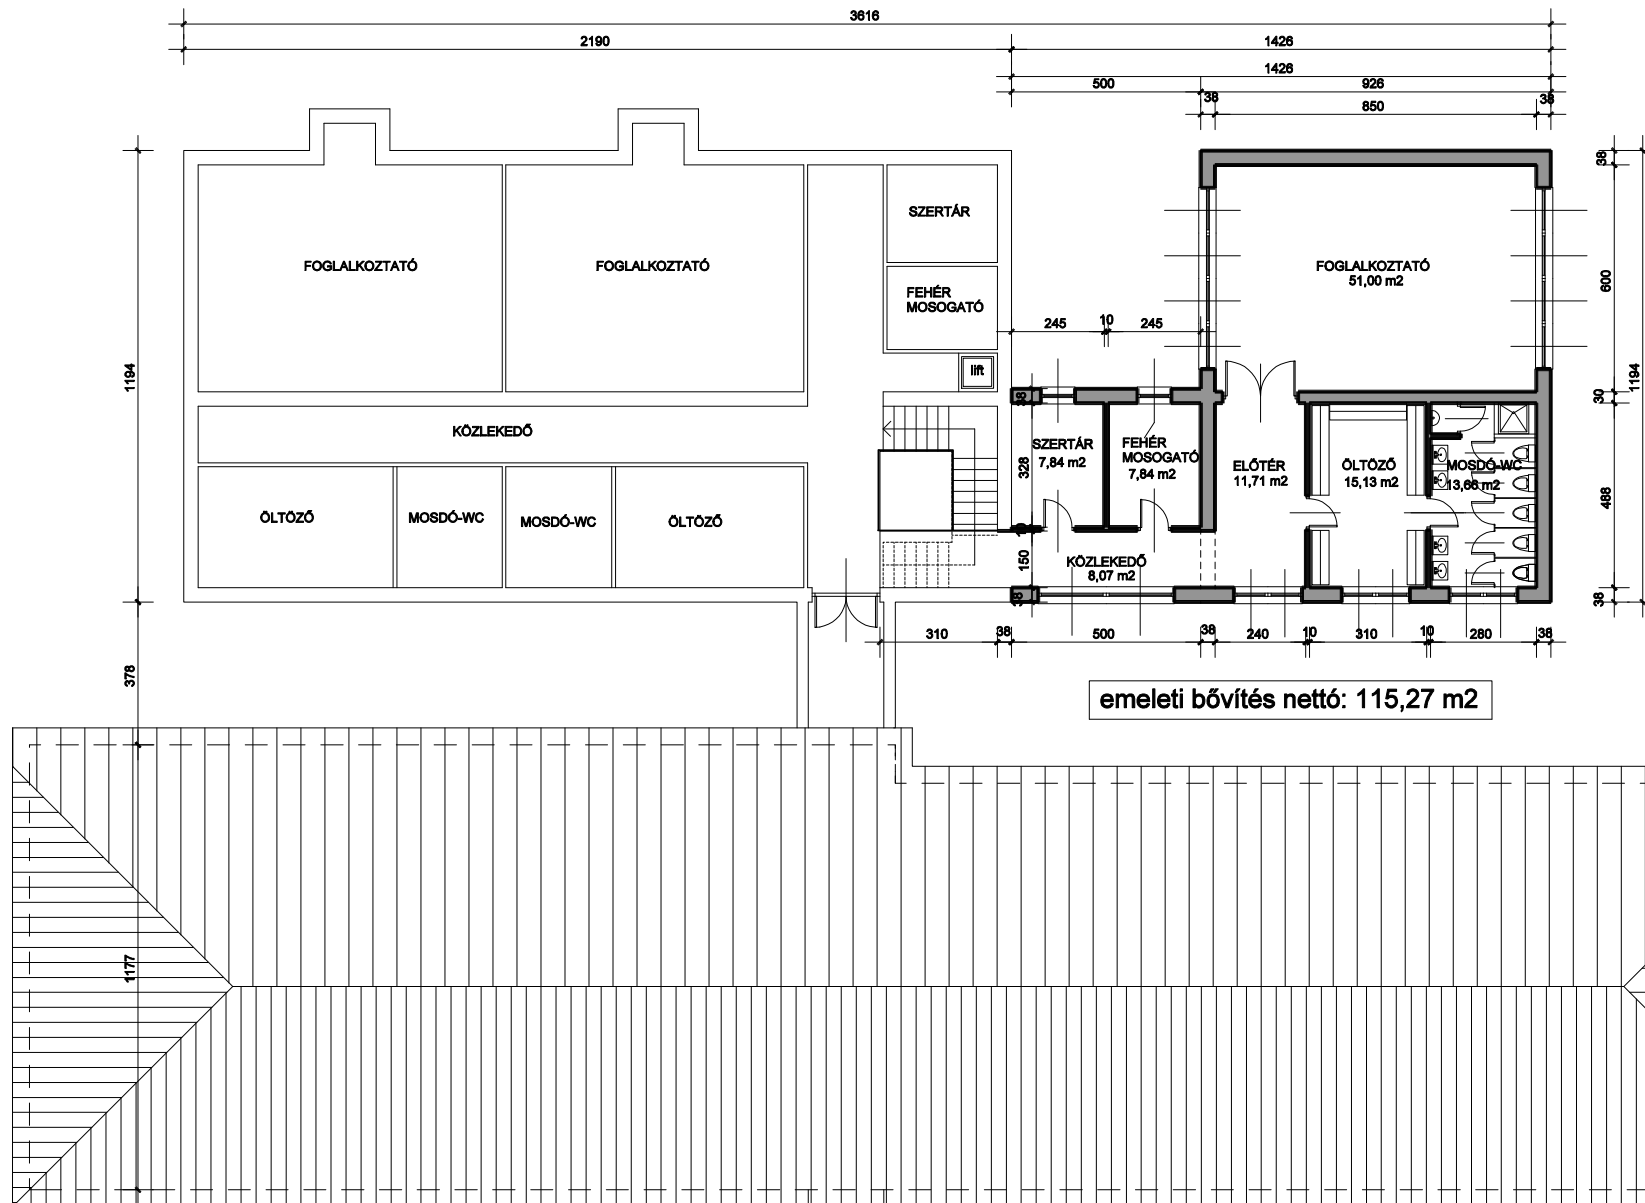 3616
2190
1426
1426
500
926
38
850
38
1194
378
1177
FOGLALKOZTATÓ
FOGLALKOZTATÓ
SZERTÁR
FEHÉR
MOSOGATÓ
lift
KÖZLEKEDŐ
ÖLTÖZŐ
MOSDÓ-WC
MOSDÓ-WC
ÖLTÖZŐ
245
10
245
FOGLALKOZTATÓ
51,00 m2
38
600
30
488
38
1194
38
328
10
150
38
SZERTÁR
7,84 m2
FEHÉR
MOSOGATÓ
7,84 m2
ELŐTÉR
11,71 m2
ÖLTÖZŐ
15,13 m2
MOSDÓ-WC
13,66 m2
KÖZLEKEDŐ
8,07 m2
310
38
500
38
240
10
310
10
280
38
emeleti bővítés nettó: 115,27 m2